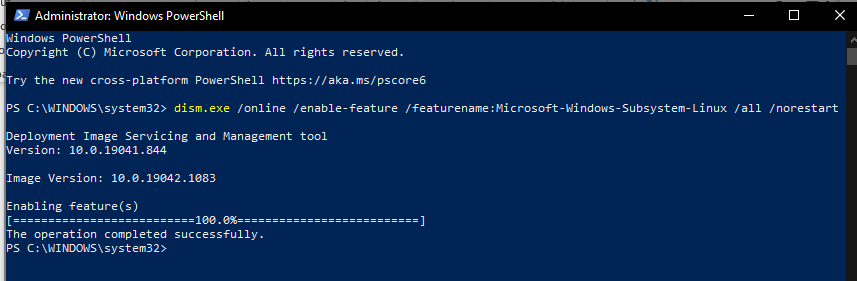 Administrator: Windows PowerShell
Windows PowerShell
Copyright (C) Microsoft Corporation. All rights reserved.
Try the new cross-platform PowerShell https://aka.ms/pscore6
PS C:\WINDOWS\system32> dism.exe /online /enable-feature /featurename:Microsoft-Windows-Subsystem-Linux /all /norestart
Deployment Image Servicing and Management tool
Version: 10.0.19041.844
Image Version: 10.0.19042.1083
Enabling feature(s)
[==========================100.0%==========================]
The operation completed successfully.
PS C:\WINDOWS\system32>